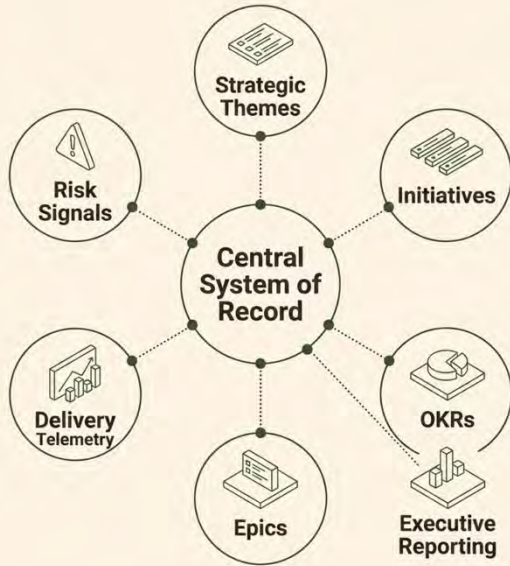 Strategic
Themes
Risk
Signals
Initiatives
Central
System of
Record
Delivery
Telemetry
OKRs
Epics
Executive
Reporting